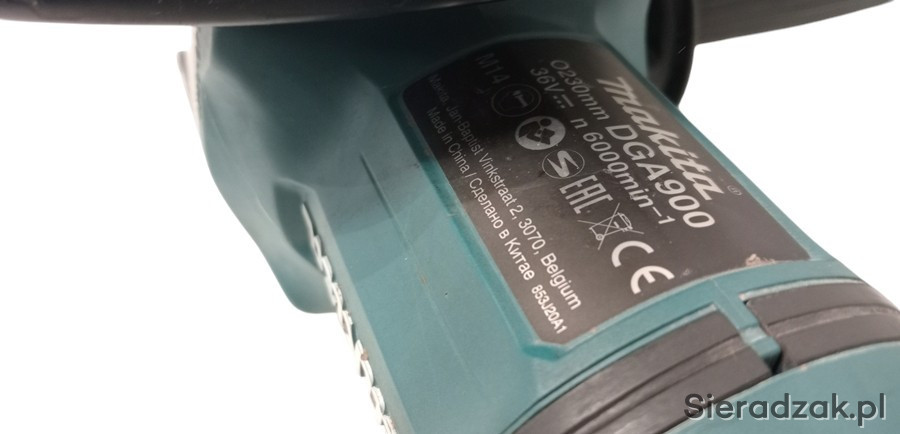 makita
Ø230mm DGA900
36V n 6000min-1
M14
EAC
CE
Makita, Jan-Baptist Vinkstraat 2, 3070, Belgium
Made in China / Сделано в Китае 853J20A1
Sieradzak.pl